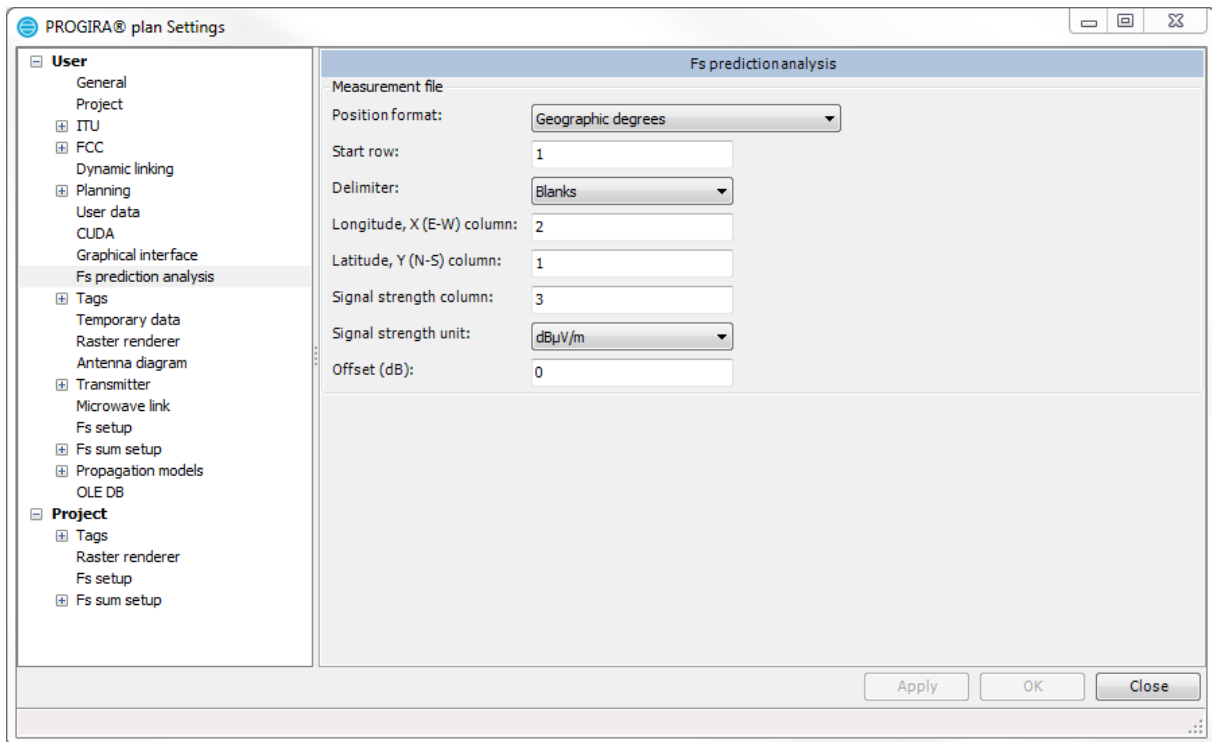 PROGIRA® plan Settings
User
General
Project
ITU
FCC
Dynamic linking
Planning
User data
CUDA
Graphical interface
Fs prediction analysis
Tags
Temporary data
Raster renderer
Antenna diagram
Transmitter
Microwave link
Fs setup
Fs sum setup
Propagation models
OLE DB
Project
Tags
Raster renderer
Fs setup
Fs sum setup
Fs prediction analysis
Measurement file
Position format: Geographic degrees
Start row: 1
Delimiter: Blanks
Longitude, X (E-W) column: 2
Latitude, Y (N-S) column: 1
Signal strength column: 3
Signal strength unit: dBµV/m
Offset (dB): 0
Apply OK Close